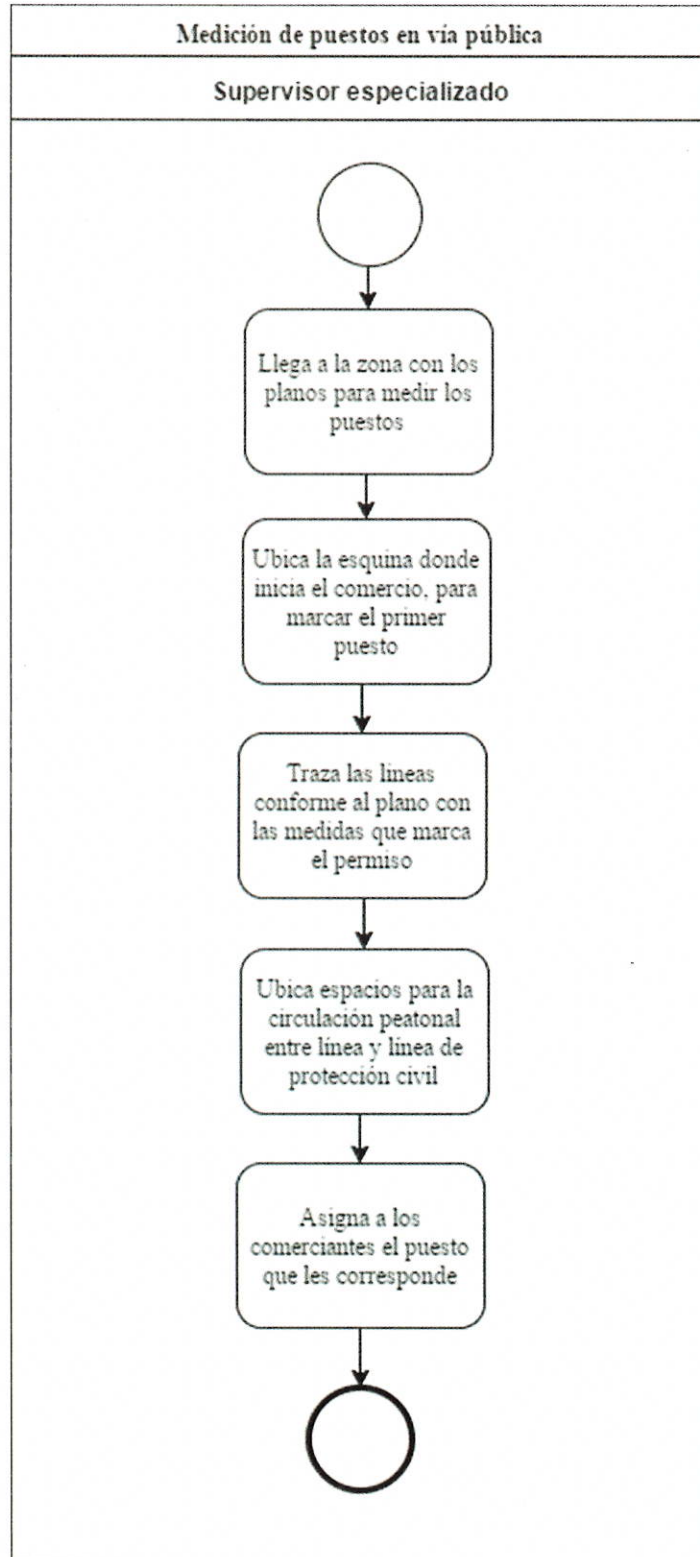 Medición de puestos en vía pública
Supervisor especializado
Llega a la zona con los
planos para medir los
puestos
Ubica la esquina donde
inicia el comercio, para
marcar el primer
puesto
Traza las líneas
conforme al plano con
las medidas que marca
el permiso
Ubica espacios para la
circulación peatonal
entre línea y línea de
protección civil
Asigna a los
comerciantes el puesto
que les corresponde